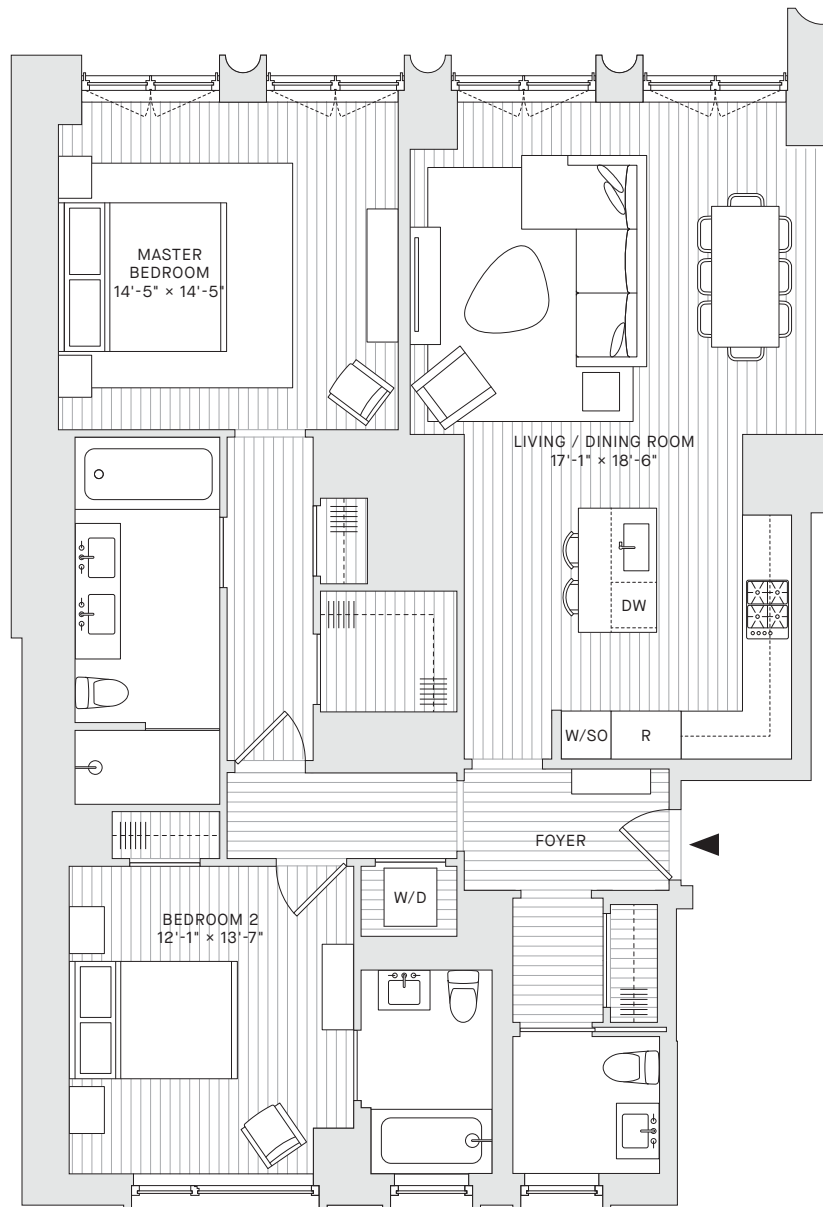 MASTER
BEDROOM
14'-5" × 14'-5"
LIVING / DINING ROOM
17'-1" × 18'-6"
DW
W/SO
R
FOYER
W/D
BEDROOM 2
12'-1" × 13'-7"